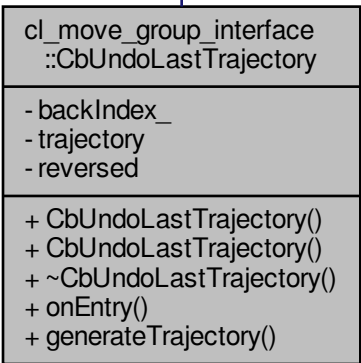 cl_move_group_interface
::CbUndoLastTrajectory
- backIndex_
- trajectory
- reversed
+ CbUndoLastTrajectory()
+ CbUndoLastTrajectory()
+ ~CbUndoLastTrajectory()
+ onEntry()
+ generateTrajectory()